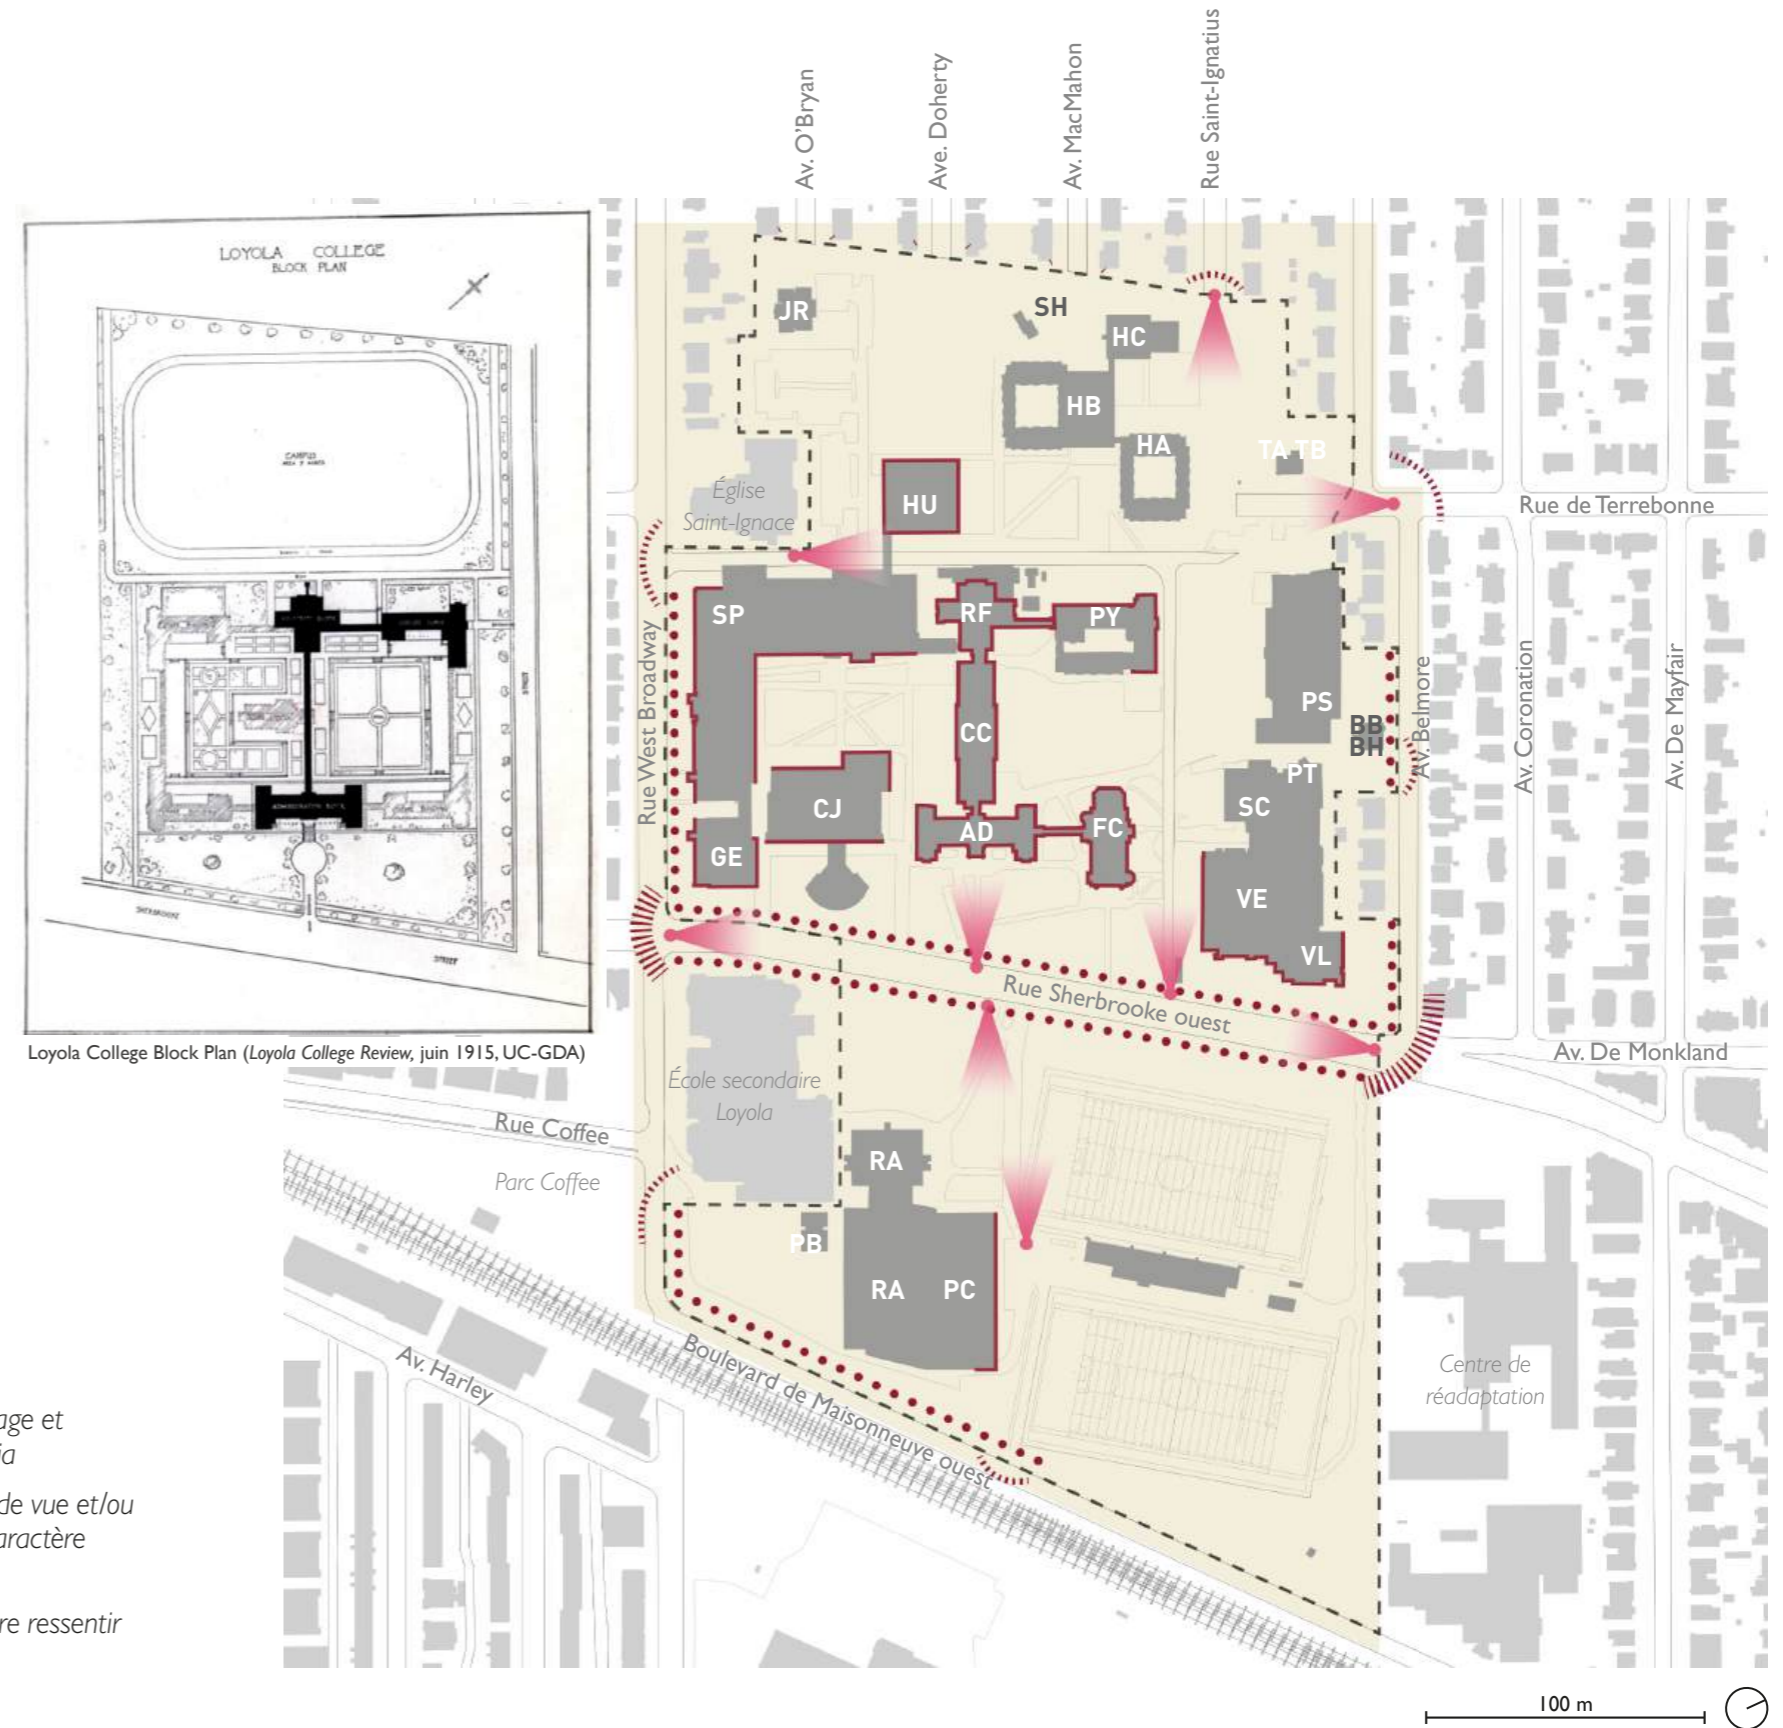 Av. O'Bryan
Ave. Doherty
Av. MacMahon
Rue Saint-Ignatius
LOYOLA COLLEGE
BLOCK PLAN
CAMPUS
SHERBROOKE
STREET
STREET
Loyola College Block Plan (Loyola College Review, juin 1915, UC-GDA)
JR
SH
HC
HB
HA
TA TB
Église
Saint-Ignace
HU
Rue de Terrebonne
SP
RF
PY
Rue West Broadway
CC
PS
BB
BH
Av. Belmore
Av. Coronation
Av. De Mayfair
PT
CJ
SC
AD
FC
GE
VE
VL
Rue Sherbrooke ouest
Av. De Monkland
École secondaire
Loyola
Rue Coffee
Parc Coffee
RA
PB
RA
PC
Av. Harley
Boulevard de Maisonneuve ouest
Centre de
réadaptation
age et
ia
de vue et/ou
aractère
re ressentir
100 m